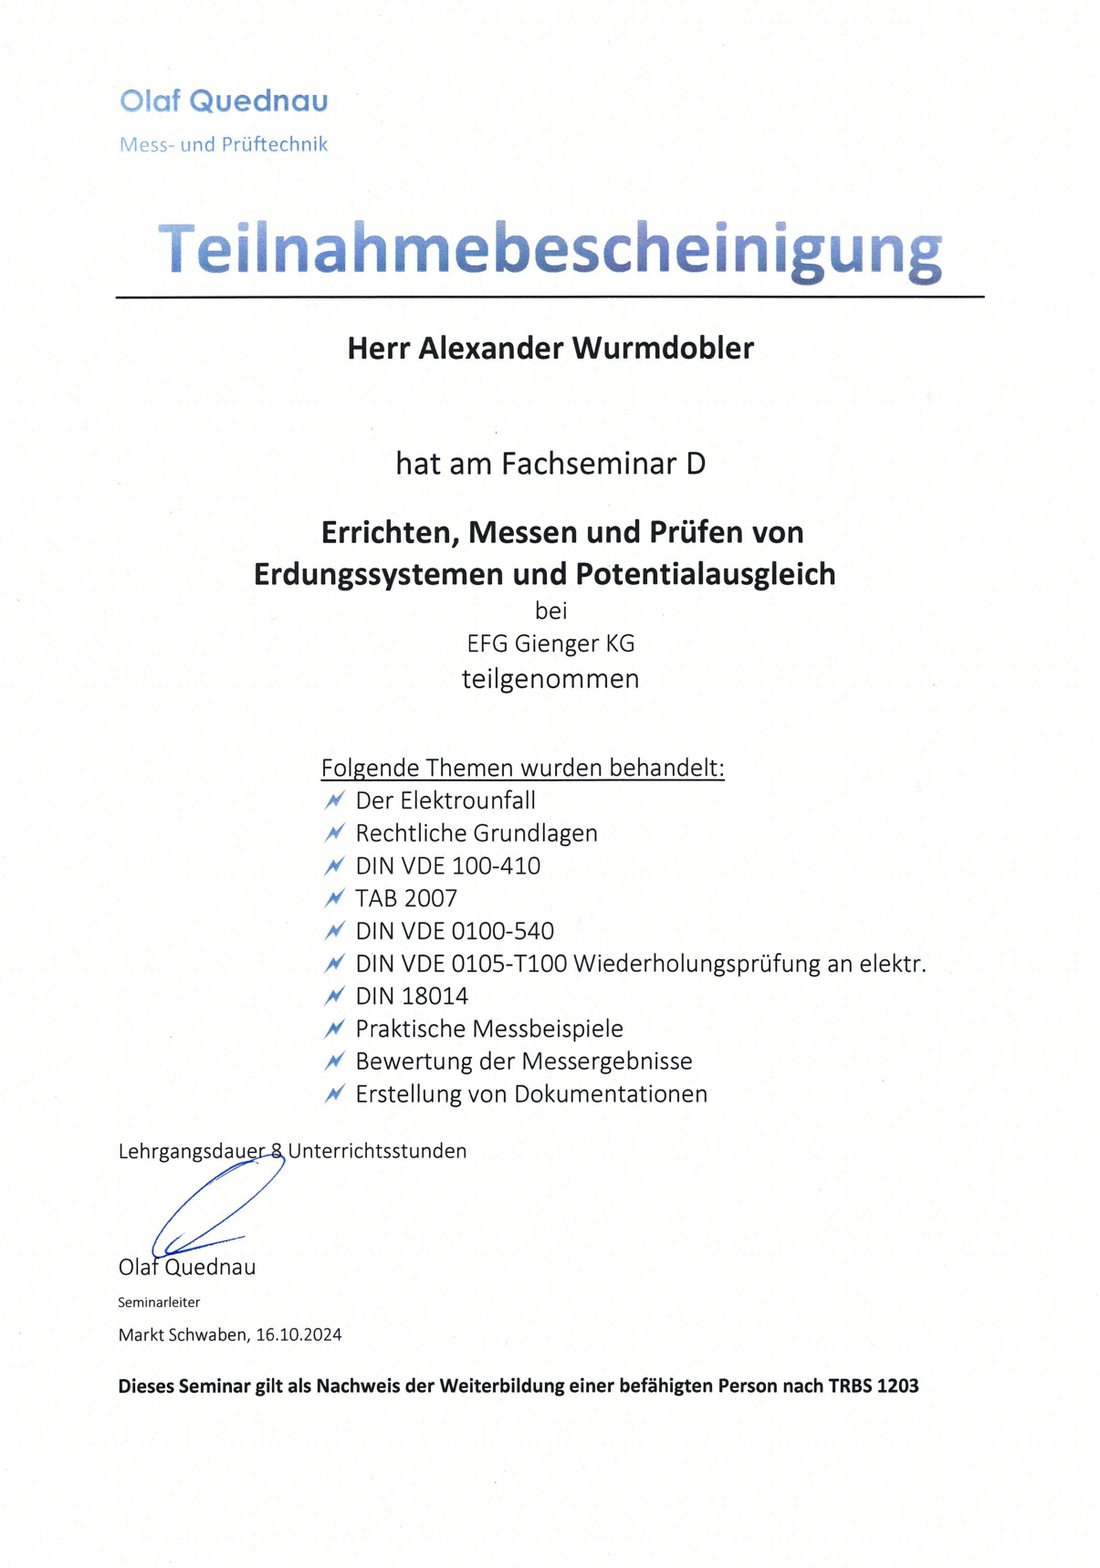 Olaf Quednau
Mess- und Prüftechnik
Teilnahmebescheinigung
Herr Alexander Wurmdobler
hat am Fachseminar D
Errichten, Messen und Prüfen von
Erdungssystemen und Potentialausgleich
bei
EFG Gienger KG
teilgenommen
Folgende Themen wurden behandelt:
Der Elektrounfall
Rechtliche Grundlagen
DIN VDE 100-410
TAB 2007
DIN VDE 0100-540
DIN VDE 0105-T100 Wiederholungsprüfung an elektr.
DIN 18014
Praktische Messbeispiele
Bewertung der Messergebnisse
Erstellung von Dokumentationen
Lehrgangsdauer 8 Unterrichtsstunden
Olaf Quednau
Seminarleiter
Markt Schwaben, 16.10.2024
Dieses Seminar gilt als Nachweis der Weiterbildung einer befähigten Person nach TRBS 1203